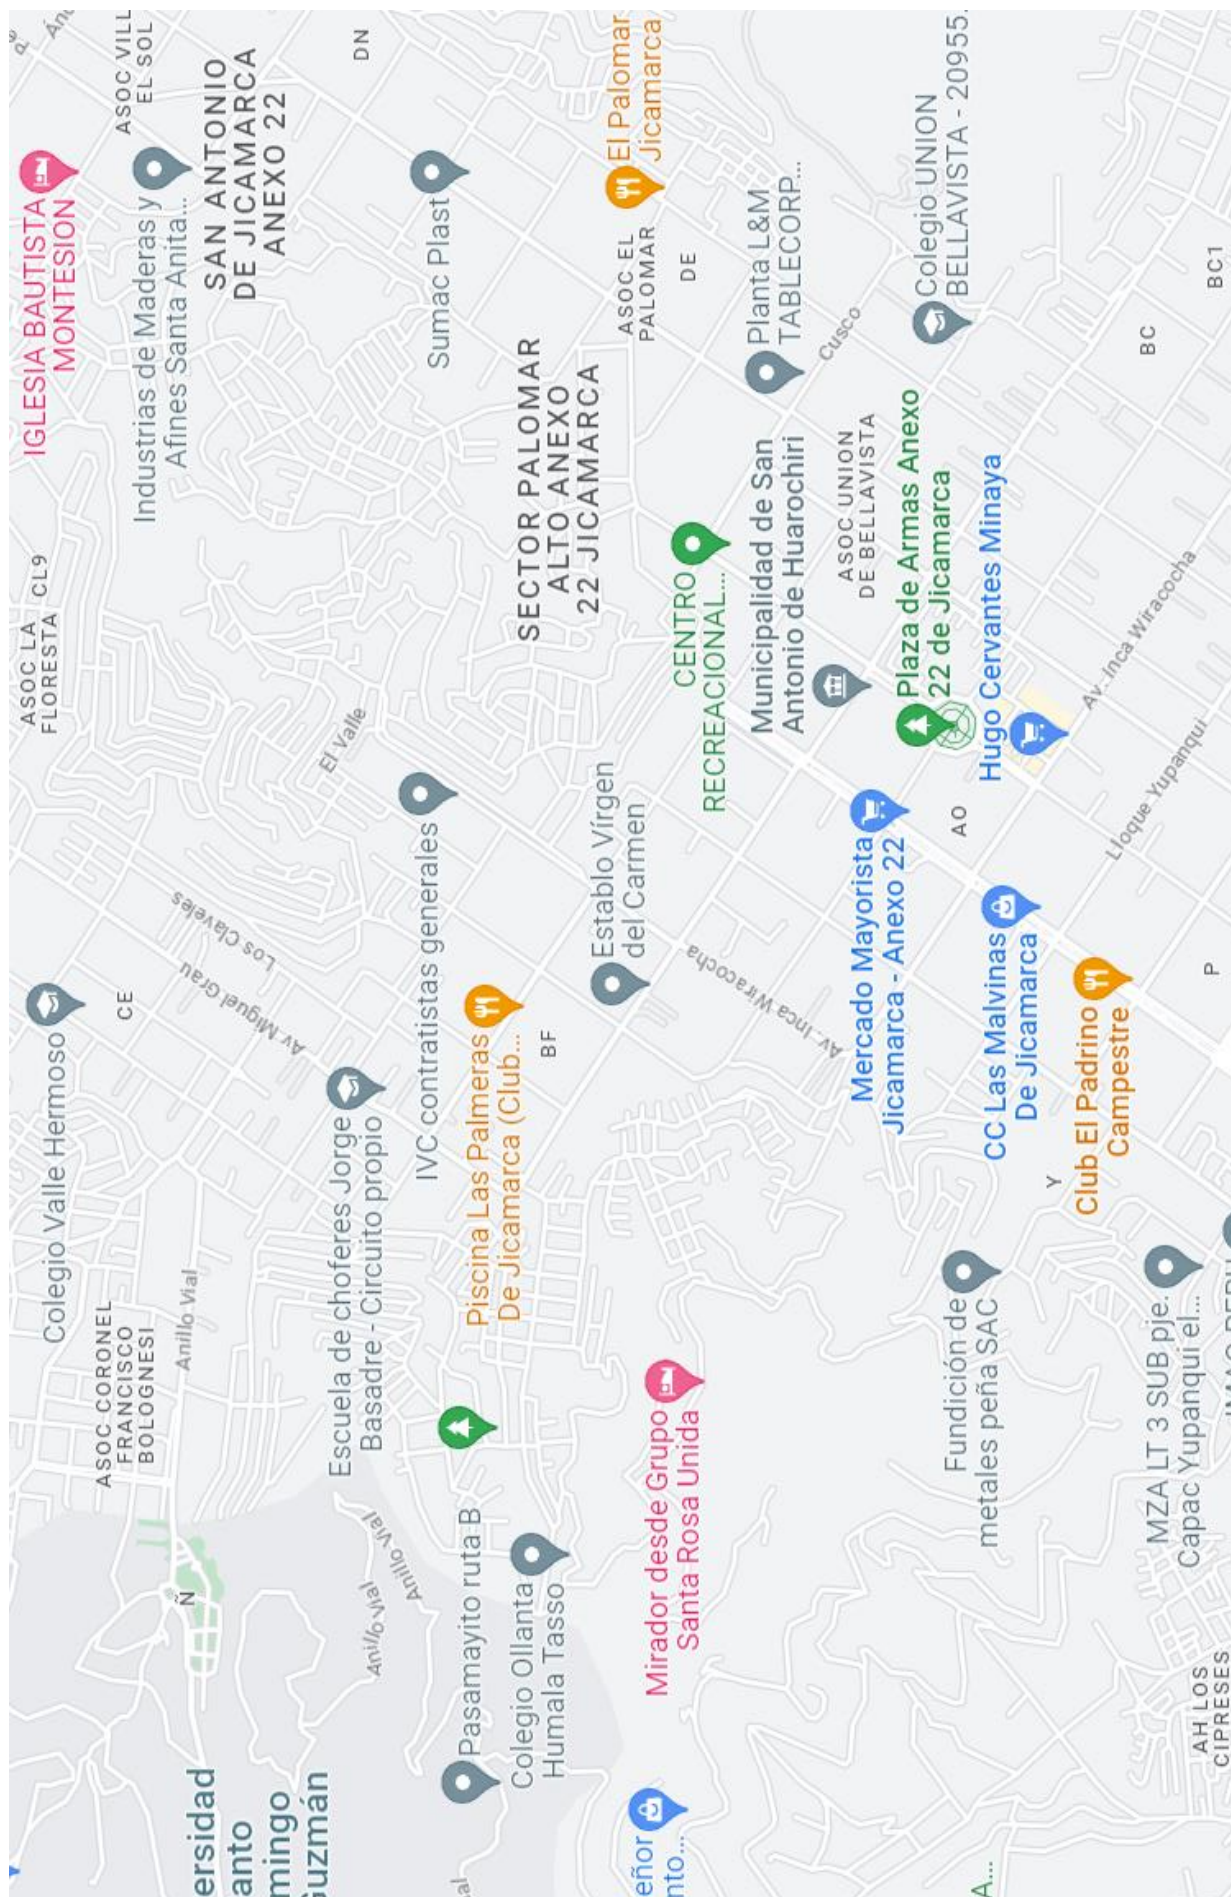 IGLESIA BAUTISTA
MONTESION
Industrias de Maderas y
Afines Santa Anita...
ASOC VILL
EL SOL
SAN ANTONIO
DE JICAMARCA
ANEXO 22
DN
Sumac Plast
El Palomar
Jicamarca
ASOC EL
PALOMAR
DE
Planta L&M
TABLECORP...
Cusco
Colegio UNION
BELLAVISTA - 20955.
BC
BC1
ASOC LA
FLORESTA
CL9
SECTOR PALOMAR
ALTO ANEXO
22 JICAMARCA
CENTRO
RECREACIONAL...
Municipalidad de San
Antonio de Huarochiri
ASOC UNION
DE BELLAVISTA
Plaza de Armas Anexo
22 de Jicamarca
Hugo Cervantes Minaya
Av. Inca Wiracocha
Lloque Yupanqui
El Valle
Los Claveles
Av Miguel Grau
Colegio Valle Hermoso
CE
IVC contratistas generales
Establo Vírgen
del Carmen
Av. Inca Wiracocha
Mercado Mayorista
Jicamarca - Anexo 22
AO
CC Las Malvinas
De Jicamarca
Club El Padrino
Campestre
P
Y
Escuela de choferes Jorge
Basadre - Circuito propio
Piscina Las Palmeras
De Jicamarca (Club...
BF
ASOC CORONEL
FRANCISCO
BOLOGNESI
Anillo Vial
Anillo Vial
Anillo Vial
Ñ
Pasamayito ruta B
Colegio Ollanta
Humala Tasso
Mirador desde Grupo
Santa Rosa Unida
Fundición de
metales peña SAC
MZA LT 3 SUB pje.
Capac Yupanqui el...
AH LOS
CIPRESES
ersidad
anto
mingo
Guzmán
eñor
nto...
A...